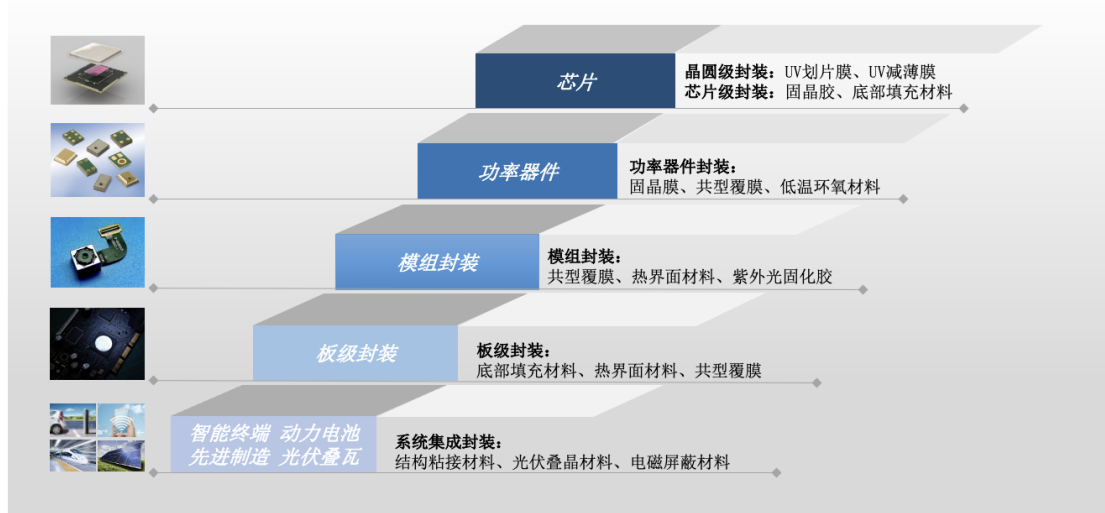 芯片
晶圆级封装：UV划片膜、UV减薄膜
芯片级封装：固晶胶、底部填充材料
功率器件
功率器件封装：
固晶膜、共型覆膜、低温环氧材料
模组封装
模组封装：
共型覆膜、热界面材料、紫外光固化胶
板级封装
板级封装：
底部填充材料、热界面材料、共型覆膜
智能终端 动力电池
先进制造 光伏叠瓦
系统集成封装：
结构粘接材料、光伏叠晶材料、电磁屏蔽材料